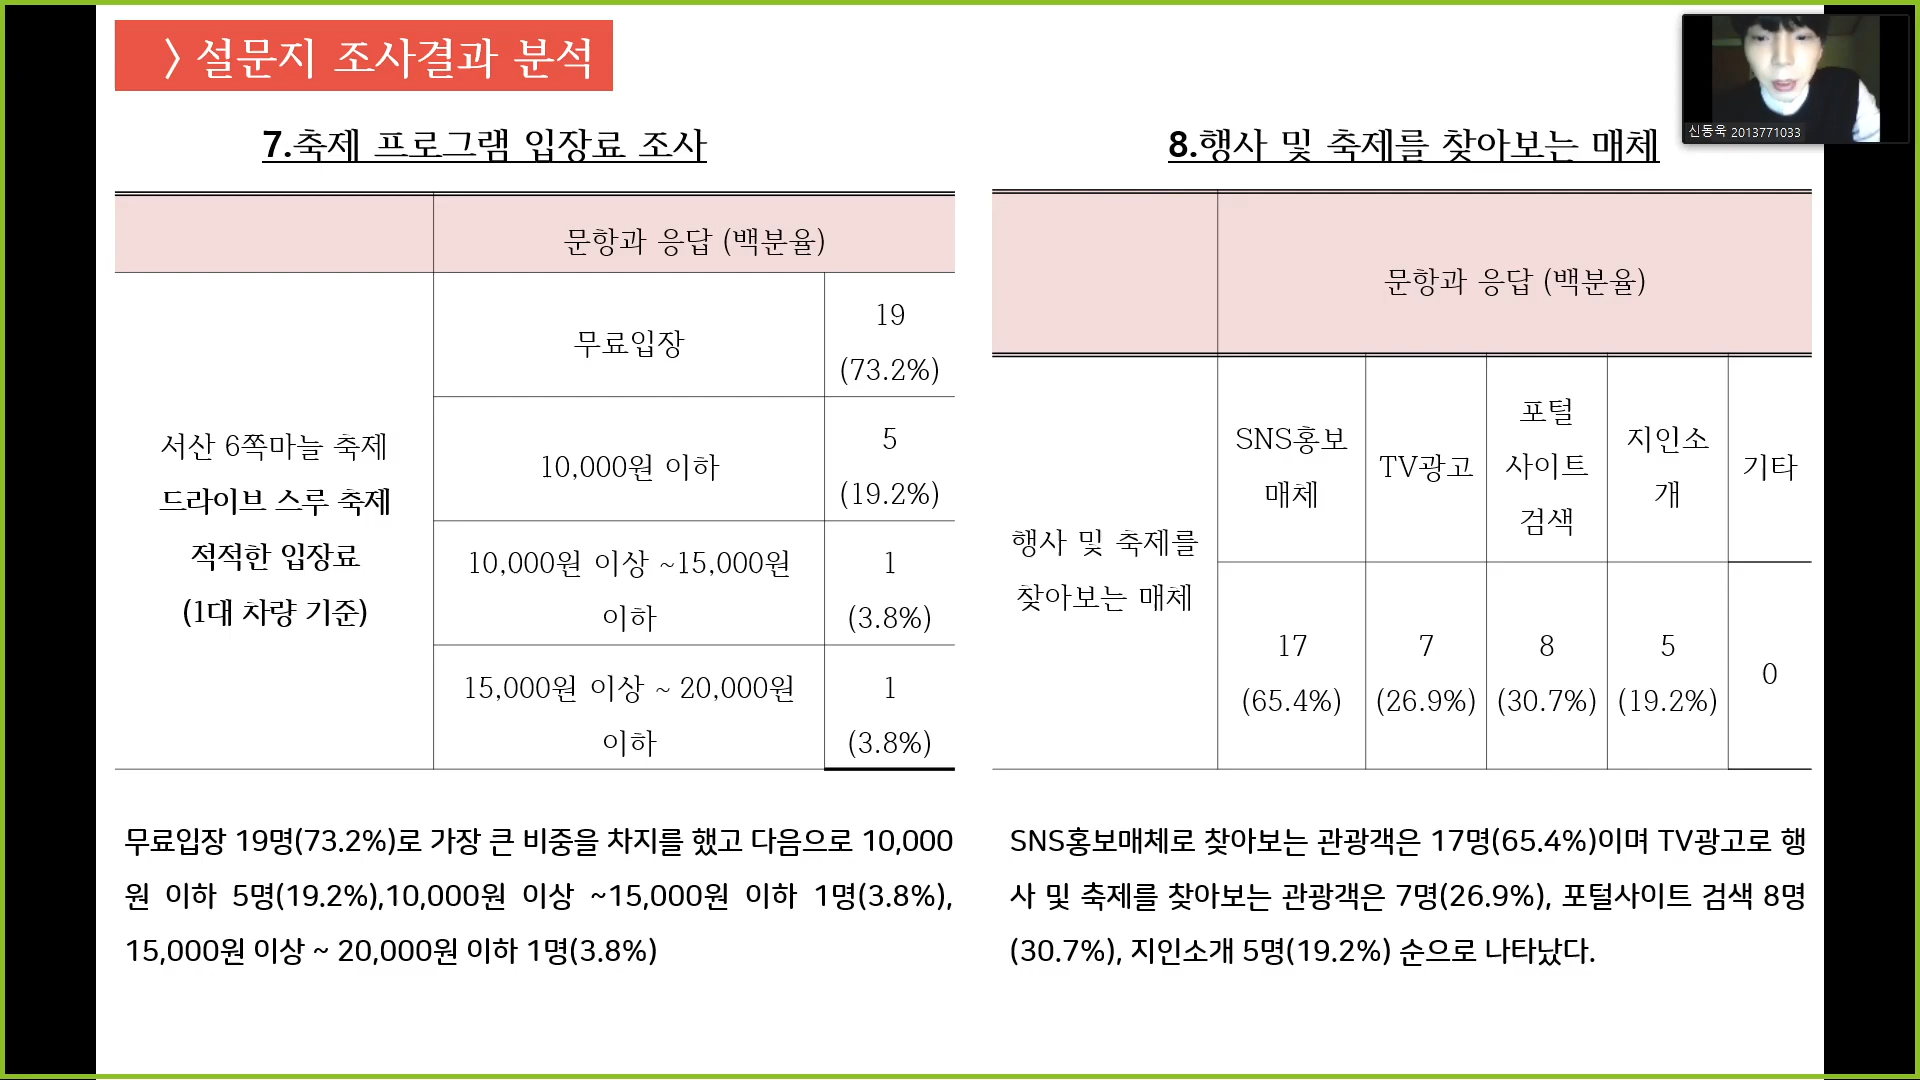 〉설문지 조사결과 분석
신동욱 2013771033
7.축제 프로그램 입장료 조사
문항과 응답 (백분율)
서산 6쪽마늘 축제
드라이브 스루 축제
적적한 입장료
(1대 차량 기준)
무료입장
19
(73.2%)
10,000원 이하
5
(19.2%)
10,000원 이상 ~15,000원
이하
1
(3.8%)
15,000원 이상 ~ 20,000원
이하
1
(3.8%)
무료입장 19명(73.2%)로 가장 큰 비중을 차지를 했고 다음으로 10,000
원 이하 5명(19.2%),10,000원 이상 ~15,000원 이하 1명(3.8%),
15,000원 이상 ~ 20,000원 이하 1명(3.8%)
8.행사 및 축제를 찾아보는 매체
문항과 응답 (백분율)
행사 및 축제를
찾아보는 매체
SNS홍보
매체
TV광고
포털
사이트
검색
지인소
개
기타
17
(65.4%)
7
(26.9%)
8
(30.7%)
5
(19.2%)
0
SNS홍보매체로 찾아보는 관광객은 17명(65.4%)이며 TV광고로 행
사 및 축제를 찾아보는 관광객은 7명(26.9%), 포털사이트 검색 8명
(30.7%), 지인소개 5명(19.2%) 순으로 나타났다.